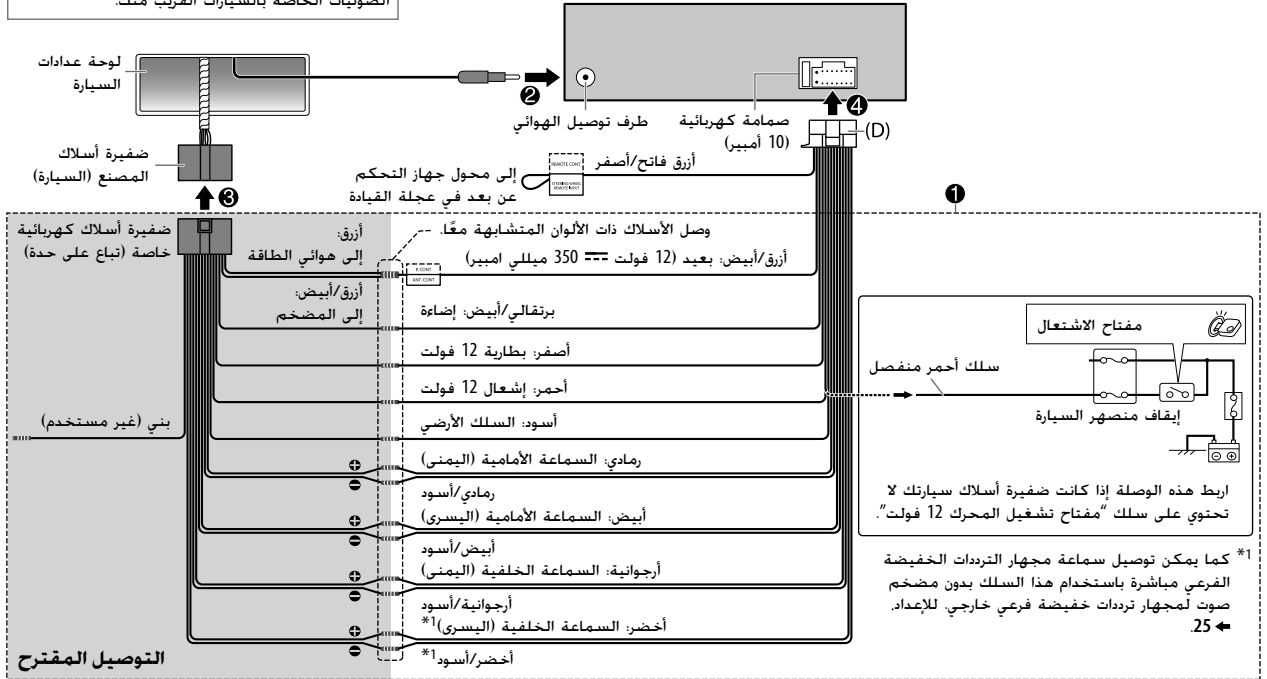 الصوتيات الخاصة بالسيارات القريب منك.
لوحة عدادات
السيارة
❷
طرف توصيل الهوائي
❹
صمامة كهربائية
(10 أمبير)
(D)
ضفيرة أسلاك
المصنع (السيارة)
❸
أزرق فاتح/أصفر
REMOTE CONT
STEERING WHEEL
REMOTE INPUT
إلى محول جهاز التحكم
عن بعد في عجلة القيادة
❶
ضفيرة أسلاك كهربائية
خاصة (تباع على حدة)
أزرق:
إلى هوائي الطاقة
وصل الأسلاك ذات الألوان المتشابهة معًا.
أزرق/أبيض: بعيد (12 فولت ⎓ 350 ميللي امبير)
P.CONT
ANT. CONT
أزرق/أبيض:
إلى المضخم
برتقالي/أبيض: إضاءة
أصفر: بطارية 12 فولت
أحمر: إشعال 12 فولت
أسود: السلك الأرضي
بني (غير مستخدم)
⊕
رمادي: السماعة الأمامية (اليمنى)
⊖
رمادي/أسود
⊕
أبيض: السماعة الأمامية (اليسرى)
⊖
أبيض/أسود
⊕
أرجوانية: السماعة الخلفية (اليمنى)
⊖
أرجوانية/أسود
⊕
أخضر: السماعة الخلفية (اليسرى)*1
⊖
أخضر/أسود*1
التوصيل المقترح
مفتاح الاشتعال
سلك أحمر منفصل
إيقاف منصهر السيارة
⊖ ⊕
اربط هذه الوصلة إذا كانت ضفيرة أسلاك سيارتك لا
تحتوي على سلك “مفتاح تشغيل المحرك 12 فولت”.
*1 كما يمكن توصيل سماعة مجهار الترددات الخفيضة
الفرعي مباشرة باستخدام هذا السلك بدون مضخم
صوت لمجهار ترددات خفيضة فرعي خارجي. للإعداد,
➜ 25.